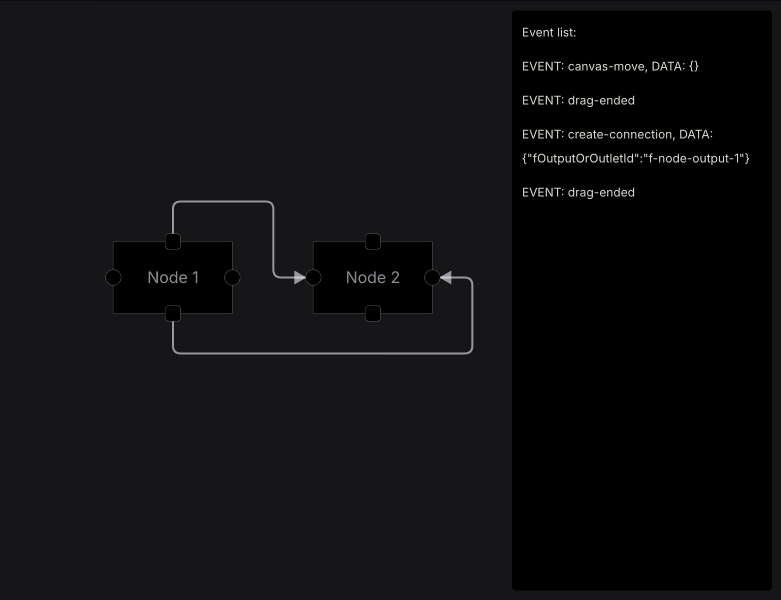 Event list:
EVENT: canvas-move, DATA: {}
EVENT: drag-ended
EVENT: create-connection, DATA:
{"fOutputOrOutletId":"f-node-output-1"}
EVENT: drag-ended
Node 1
Node 2